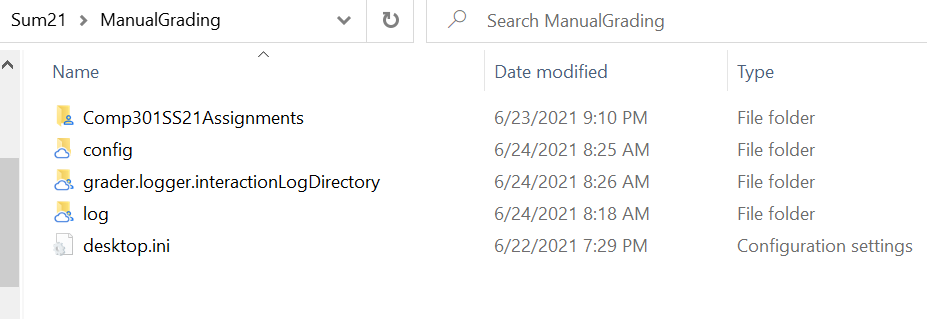 Sum21 > ManualGrading Search ManualGrading
Name Date modified Type
Comp301SS21Assignments 6/23/2021 9:10 PM File folder
config 6/24/2021 8:25 AM File folder
grader.logger.interactionLogDirectory 6/24/2021 8:26 AM File folder
log 6/24/2021 8:18 AM File folder
desktop.ini 6/22/2021 7:29 PM Configuration settings